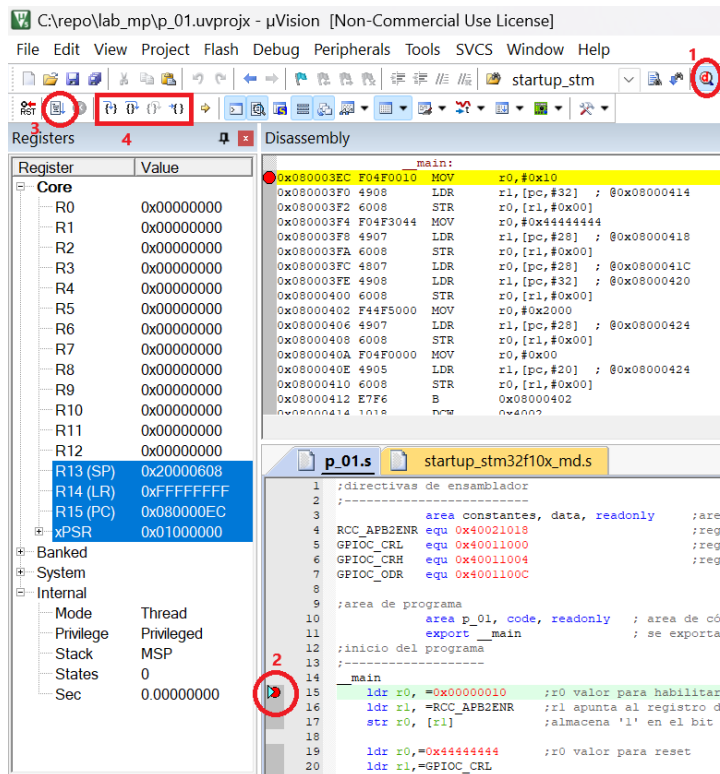 C:\repo\lab_mp\p_01.uvprojx - µVision [Non-Commercial Use License]
File Edit View Project Flash Debug Peripherals Tools SVCS Window Help
1
startup_stm
RST
3
4
Registers
Register Value
Core
R0 0x00000000
R1 0x00000000
R2 0x00000000
R3 0x00000000
R4 0x00000000
R5 0x00000000
R6 0x00000000
R7 0x00000000
R8 0x00000000
R9 0x00000000
R10 0x00000000
R11 0x00000000
R12 0x00000000
R13 (SP) 0x20000608
R14 (LR) 0xFFFFFFFF
R15 (PC) 0x080000EC
xPSR 0x01000000
Banked
System
Internal
Mode Thread
Privilege Privileged
Stack MSP
States 0
Sec 0.00000000
Disassembly
__main:
0x080003EC F04F0010 MOV r0,#0x10
0x080003F0 4908 LDR r1,[pc,#32] ; @0x08000414
0x080003F2 6008 STR r0,[r1,#0x00]
0x080003F4 F04F3044 MOV r0,#0x44444444
0x080003F8 4907 LDR r1,[pc,#28] ; @0x08000418
0x080003FA 6008 STR r0,[r1,#0x00]
0x080003FC 4807 LDR r0,[pc,#28] ; @0x0800041C
0x080003FE 4908 LDR r1,[pc,#32] ; @0x08000420
0x08000400 6008 STR r0,[r1,#0x00]
0x08000402 F44F5000 MOV r0,#0x2000
0x08000406 4907 LDR r1,[pc,#28] ; @0x08000424
0x08000408 6008 STR r0,[r1,#0x00]
0x0800040A F04F0000 MOV r0,#0x00
0x0800040E 4905 LDR r1,[pc,#20] ; @0x08000424
0x08000410 6008 STR r0,[r1,#0x00]
0x08000412 E7F6 B 0x08000402
0x08000414 1018 DCW 0x4002
p_01.s startup_stm32f10x_md.s
1 ;directivas de ensamblador
2 ;--------------------------
3 area constantes, data, readonly ;are
4 RCC_APB2ENR equ 0x40021018 ;reg
5 GPIOC_CRL equ 0x40011000 ;reg
6 GPIOC_CRH equ 0x40011004 ;reg
7 GPIOC_ODR equ 0x4001100C
8
9 ;area de programa
10 area p_01, code, readonly ; area de có
11 export __main ; se exporta
12 ;inicio del programa
13 ;--------------------
14 __main
2
15 ldr r0, =0x00000010 ;r0 valor para habilitar
16 ldr r1, =RCC_APB2ENR ;r1 apunta al registro d
17 str r0, [r1] ;almacena '1' en el bit
18
19 ldr r0,=0x44444444 ;r0 valor para reset
20 ldr r1,=GPIOC_CRL